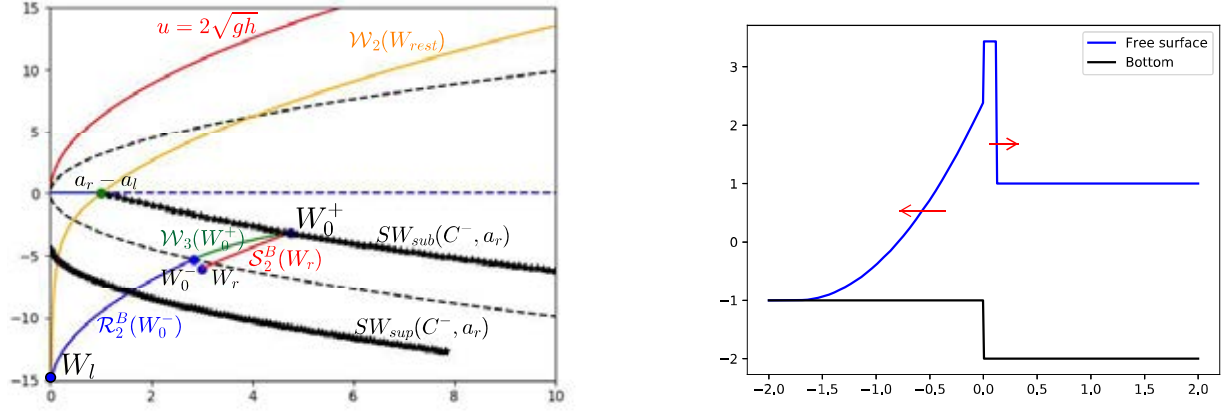 15
10
5
0
−5
−10
−15
0
2
4
6
8
10
u = 2√gh
W₂(W_rest)
a_r − a_l
W₀⁺
W₃(W₀⁺)
SW_sub(C⁻, a_r)
S₂ᴮ(W_r)
W₀⁻
W_r
R₂ᴮ(W₀⁻)
SW_sup(C⁻, a_r)
W_l
Free surface
Bottom
3
2
1
0
−1
−2
−2.0
−1.5
−1.0
−0.5
0.0
0.5
1.0
1.5
2.0